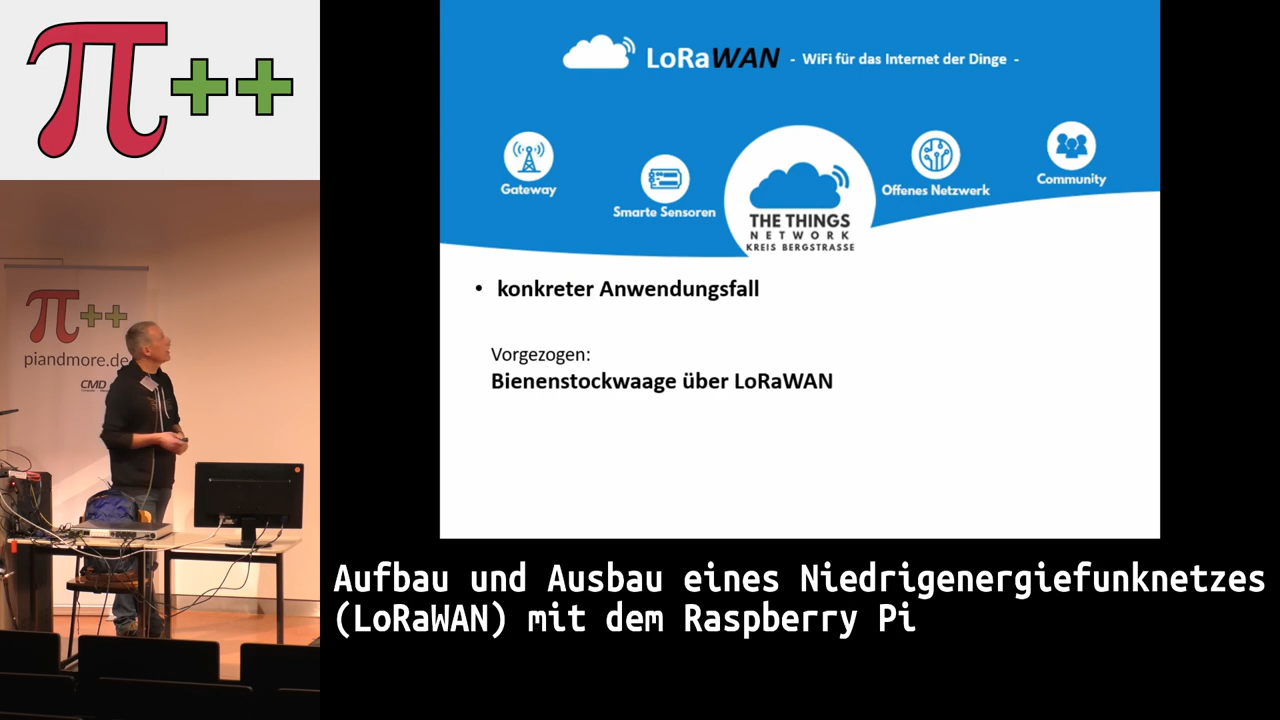 π++
LoRaWAN - WiFi für das Internet der Dinge -
Gateway
Smarte Sensoren
THE THINGS
NETWORK
KREIS BERGSTRASSE
Offenes Netzwerk
Community
• konkreter Anwendungsfall
Vorgezogen:
Bienenstockwaage über LoRaWAN
π++
piandmore.de
CMD
Aufbau und Ausbau eines Niedrigenergiefunknetzes
(LoRaWAN) mit dem Raspberry Pi